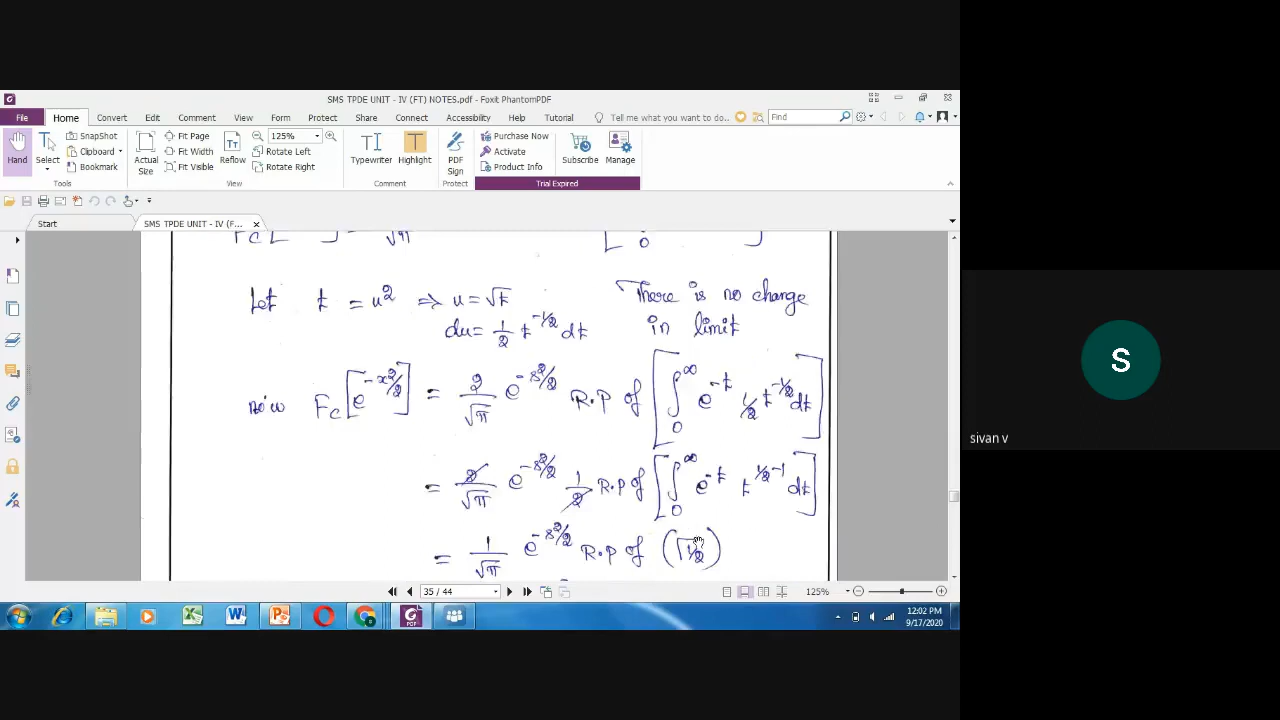 SMS TPDE UNIT - IV (FT) NOTES.pdf - Foxit PhantomPDF
File Home Convert Edit Comment View Form Protect Share Connect Accessibility Help Tutorial Tell me what you want to do.. Find
Hand Select SnapShot Clipboard Bookmark Actual Size Fit Page Fit Width Fit Visible Reflow 125% Rotate Left Rotate Right Typewriter Highlight PDF Sign Purchase Now Activate Product Info Subscribe Manage
Tools View Comment Protect Trial Expired
Start SMS TPDE UNIT - IV (F...
Let t = u² ⇒ u = √t There is no change
du = 1/2 t^(-1/2) dt in limit
now Fc[e^(-x²/2)] = 2/√π e^(-s²/2) R.P of [∫₀^∞ e^(-t) 1/2 t^(-1/2) dt]
= 2/√π e^(-s²/2) 1/2 R.P of [∫₀^∞ e^(-t) t^(1/2-1) dt]
= 1/√π e^(-s²/2) R.P of (Γ1/2)
S
sivan v
35 / 44 125%
12:02 PM
9/17/2020